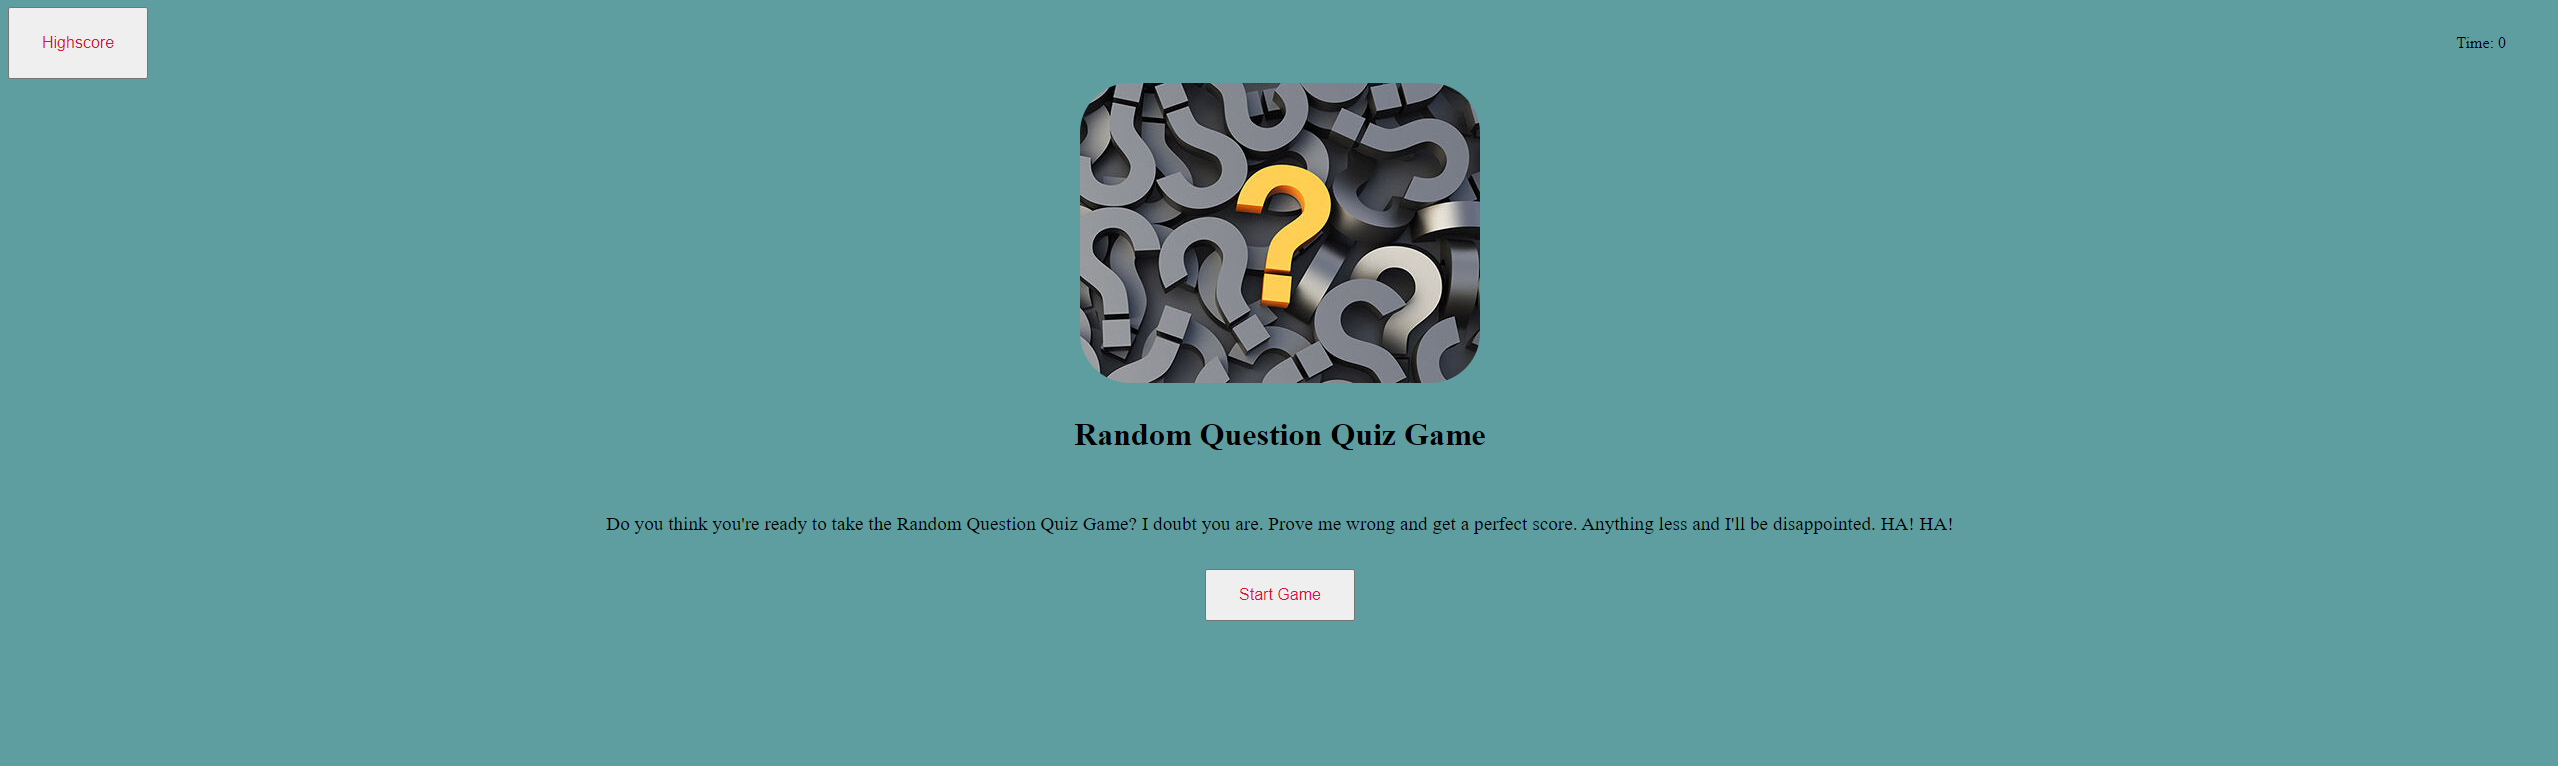 Highscore
Time: 0
Random Question Quiz Game
Do you think you're ready to take the Random Question Quiz Game? I doubt you are. Prove me wrong and get a perfect score. Anything less and I'll be disappointed. HA! HA!
Start Game